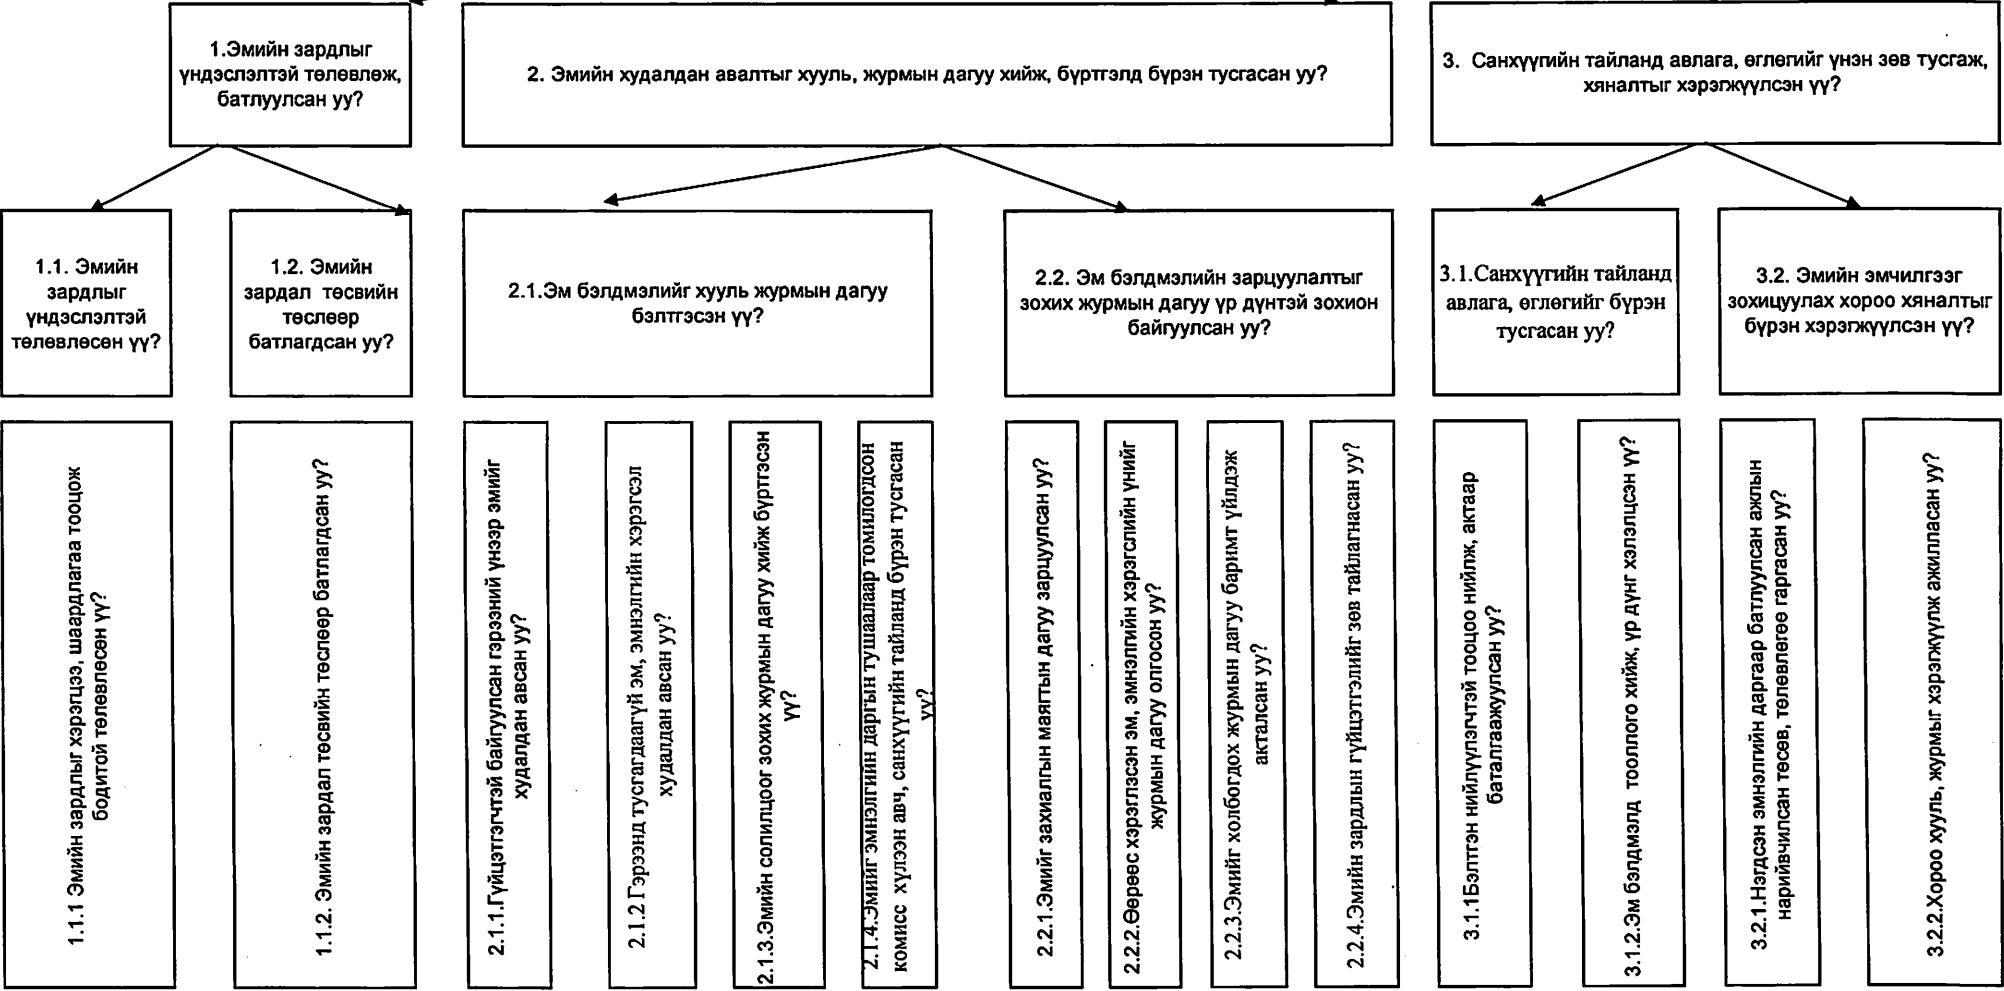 1.Эмийн зардлыг
үндэслэлтэй төлөвлөж,
батлуулсан уу?
2. Эмийн худалдан авалтыг хууль, журмын дагуу хийж, бүртгэлд бүрэн тусгасан уу?
3. Санхүүгийн тайланд авлага, өглөгийг үнэн зөв тусгаж,
хяналтыг хэрэгжүүлсэн үү?
1.1. Эмийн
зардлыг
үндэслэлтэй
төлөвлөсөн үү?
1.2. Эмийн
зардал төсвийн
төслөөр
батлагдсан уу?
2.1.Эм бэлдмэлийг хууль журмын дагуу
бэлтгэсэн үү?
2.2. Эм бэлдмэлийн зарцуулалтыг
зохих журмын дагуу үр дүнтэй зохион
байгуулсан уу?
3.1.Санхүүгийн тайланд
авлага, өглөгийг бүрэн
тусгасан уу?
3.2. Эмийн эмчилгээг
зохицуулах хороо хяналтыг
бүрэн хэрэгжүүлсэн үү?
1.1.1 Эмийн зардлыг хэрэгцээ, шаардлагаа тооцож
бодитой төлөвлөсөн үү?
1.1.2. Эмийн зардал төсвийн төслөөр батлагдсан уу?
2.1.1.Гүйцэтгэгчтэй байгуулсан гэрээний үнээр эмийг
худалдан авсан уу?
2.1.2 Гэрээнд тусгагдаагүй эм, эмнэлгийн хэрэгсэл
худалдан авсан уу?
2.1.3.Эмийн солилцоог зохих журмын дагуу хийж бүртгэсэн
үү?
2.1.4.Эмийг эмнэлгийн даргын тушаалаар томилогдсон
комисс хүлээн авч, санхүүгийн тайланд бүрэн тусгасан
үү?
2.2.1.Эмийг захиалгын маягтын дагуу зарцуулсан уу?
2.2.2.Өөрөөс хэрэглэсэн эм, эмнэлгийн хэрэгслийн үнийг
журмын дагуу олгосон уу?
2.2.3.Эмийг холбогдох журмын дагуу баримт үйлдэж
акталсан уу?
2.2.4.Эмийн зардлын гүйцэтгэлийг зөв тайлагнасан уу?
3.1.1Бэлтгэн нийлүүлэгчтэй тооцоо нийлж, актаар
баталгаажуулсан уу?
3.1.2.Эм бэлдмэлд тооллого хийж, үр дүнг хэлэлцсэн үү?
3.2.1.Нэгдсэн эмнэлгийн даргаар батлуулсан ажлын
нарийвчилсан төсөв, төлөвлөгөө гаргасан уу?
3.2.2.Хороо хууль, журмыг хэрэгжүүлж ажилласан уу?